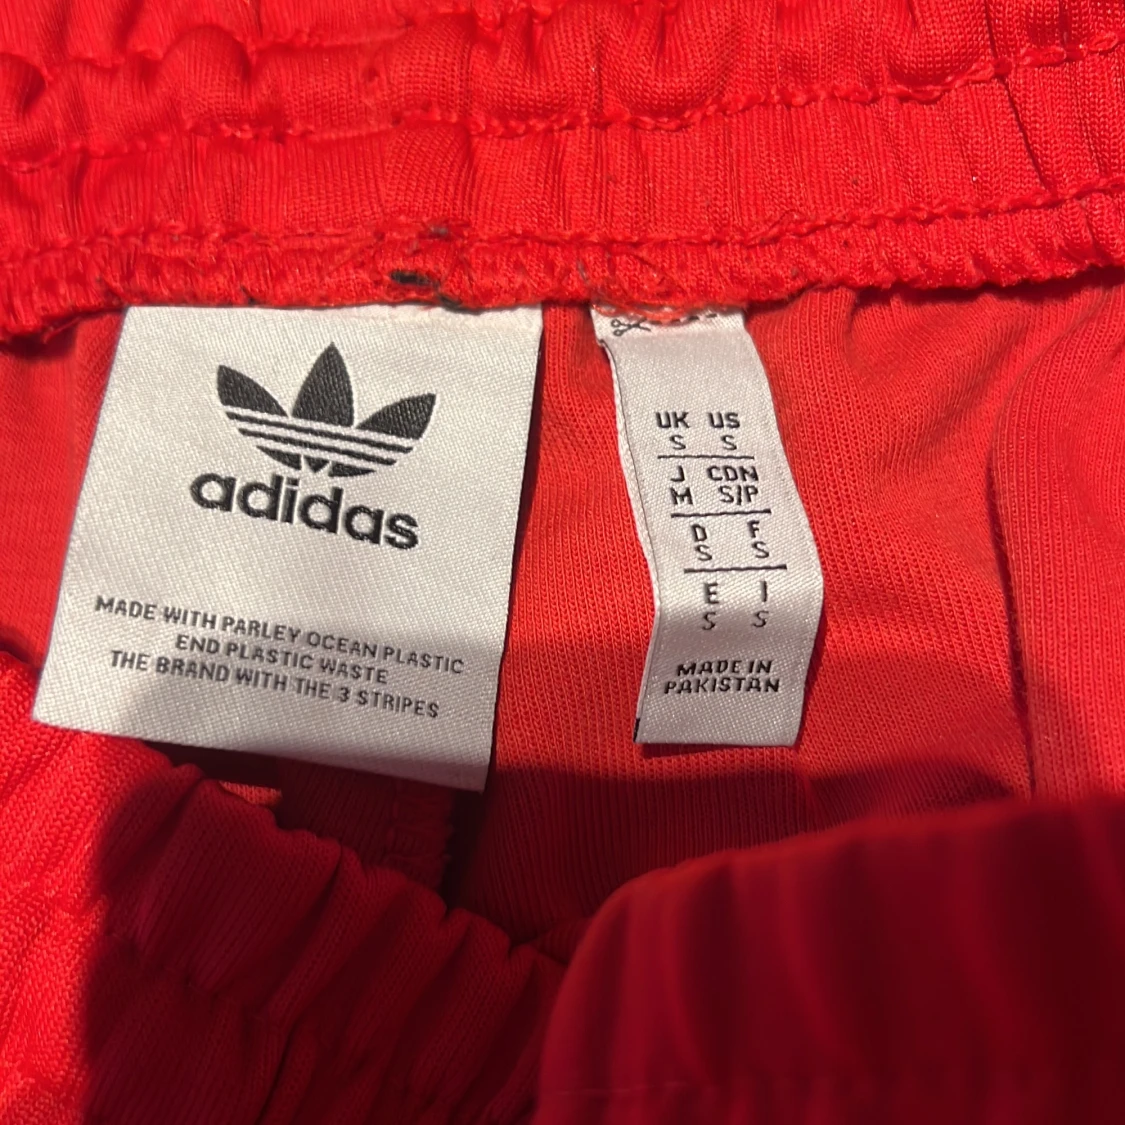 adidas
MADE WITH PARLEY OCEAN PLASTIC
END PLASTIC WASTE
THE BRAND WITH THE 3 STRIPES
UK US
S S
J CDN
M S/P
D F
S S
E I
S S
MADE IN
PAKISTAN